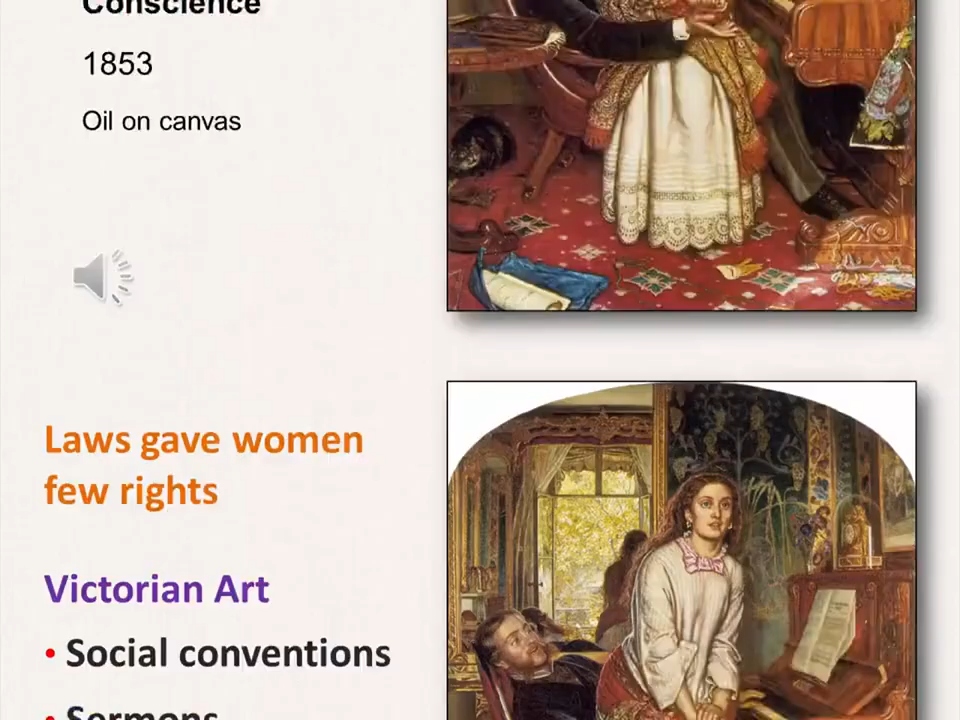 Conscience
1853
Oil on canvas
Laws gave women
few rights
Victorian Art
• Social conventions
• Sermons